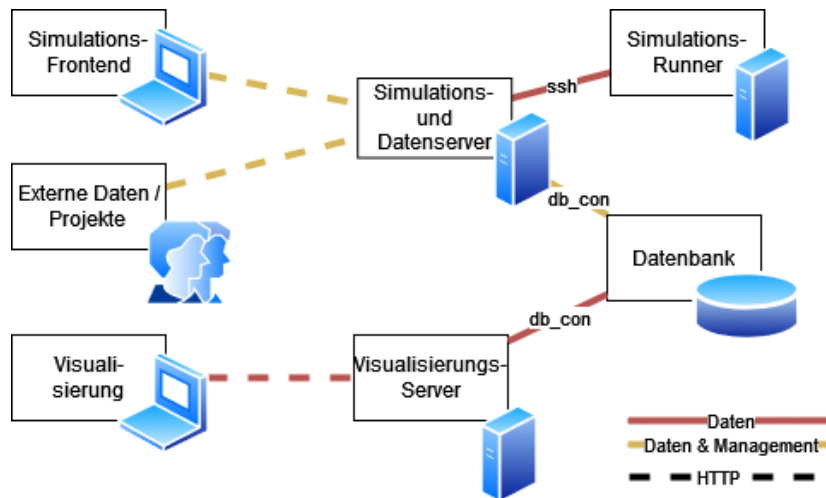 Simulations-
Frontend
Simulations-
und
Datenserver
ssh
Simulations-
Runner
Externe Daten /
Projekte
db_con
Datenbank
db_con
Visuali-
sierung
Visualisierungs-
Server
Daten
Daten & Management
HTTP